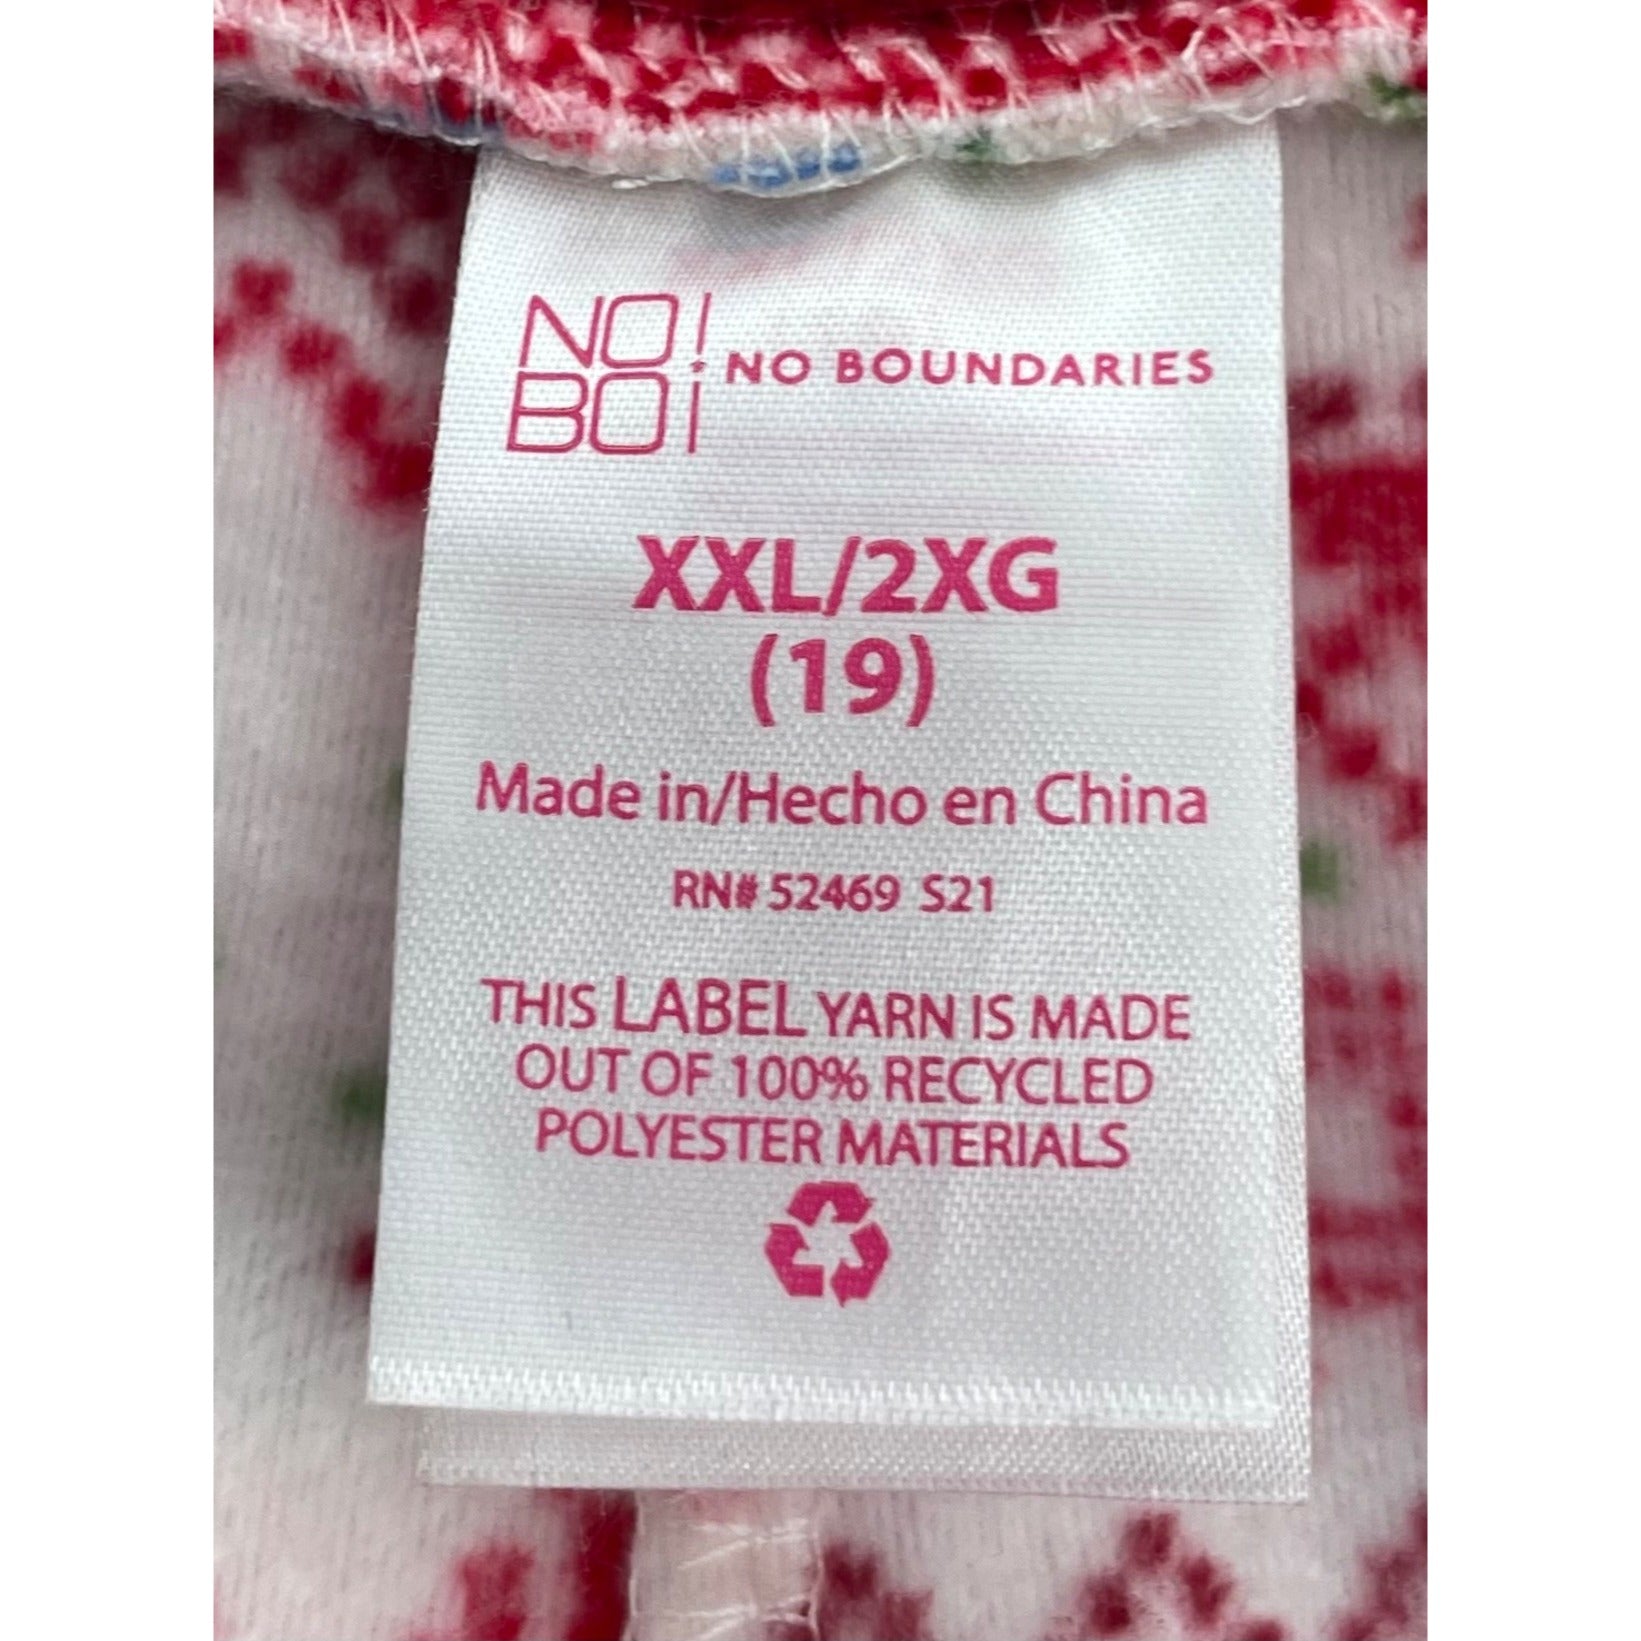 NO!
BO¡
NO BOUNDARIES
XXL/2XG
(19)
Made in/Hecho en China
RN# 52469 S21
THIS LABEL YARN IS MADE
OUT OF 100% RECYCLED
POLYESTER MATERIALS